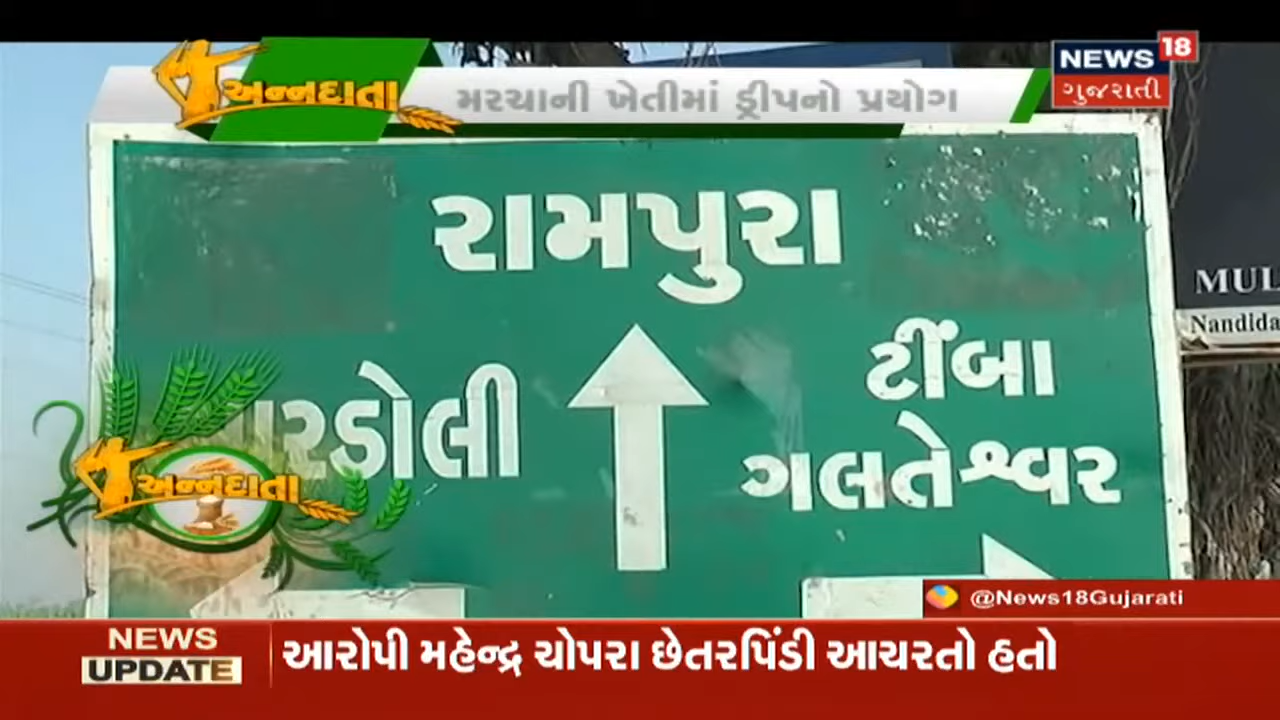 અન્નદાતા
મરચાની ખેતીમાં ડ્રીપનો પ્રયોગ
NEWS 18
ગુજરાતી
રામપુરા
MUL
Nandida
ટીંબા
ગલતેશ્વર
અન્નદાતા
@News18Gujarati
NEWS
UPDATE
આરોપી મહેન્દ્ર ચોપરા છેતરપિંડી આચરતો હતો